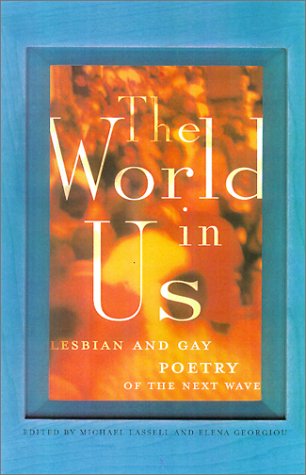 The
World
in
Us
LESBIAN AND GAY
POETRY
OF THE NEXT WAVE
EDITED BY MICHAEL LASSELL AND ELENA GEORGIOU